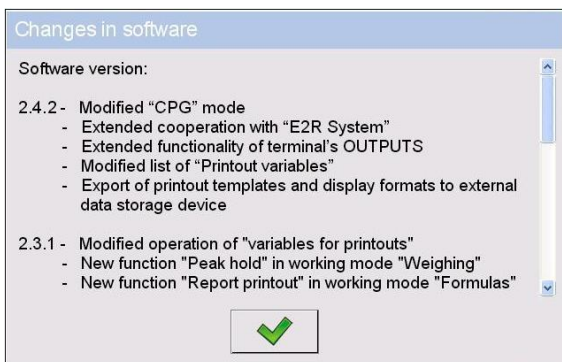 Changes in software
Software version:
2.4.2 - Modified “CPG” mode
- Extended cooperation with “E2R System”
- Extended functionality of terminal’s OUTPUTS
- Modified list of “Printout variables”
- Export of printout templates and display formats to external
data storage device
2.3.1 - Modified operation of "variables for printouts"
- New function "Peak hold" in working mode "Weighing"
- New function "Report printout" in working mode "Formulas"